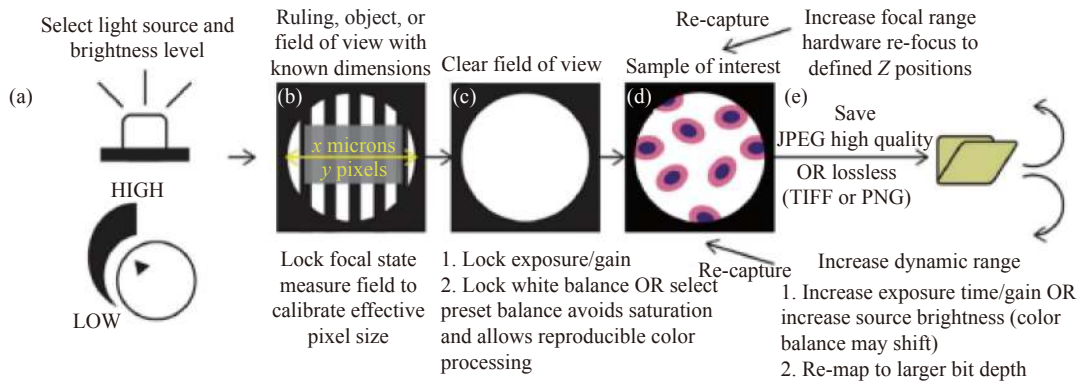 Select light source and
brightness level
(a)
HIGH
LOW
Ruling, object, or
field of view with
known dimensions
(b)
x microns
y pixels
Lock focal state
measure field to
calibrate effective
pixel size
Clear field of view
(c)
1. Lock exposure/gain
2. Lock white balance OR select
preset balance avoids saturation
and allows reproducible color
processing
Re-capture
Sample of interest
(d)
Re-capture
Increase focal range
hardware re-focus to
defined Z positions
(e)
Save
JPEG high quality
OR lossless
(TIFF or PNG)
Increase dynamic range
1. Increase exposure time/gain OR
increase source brightness (color
balance may shift)
2. Re-map to larger bit depth